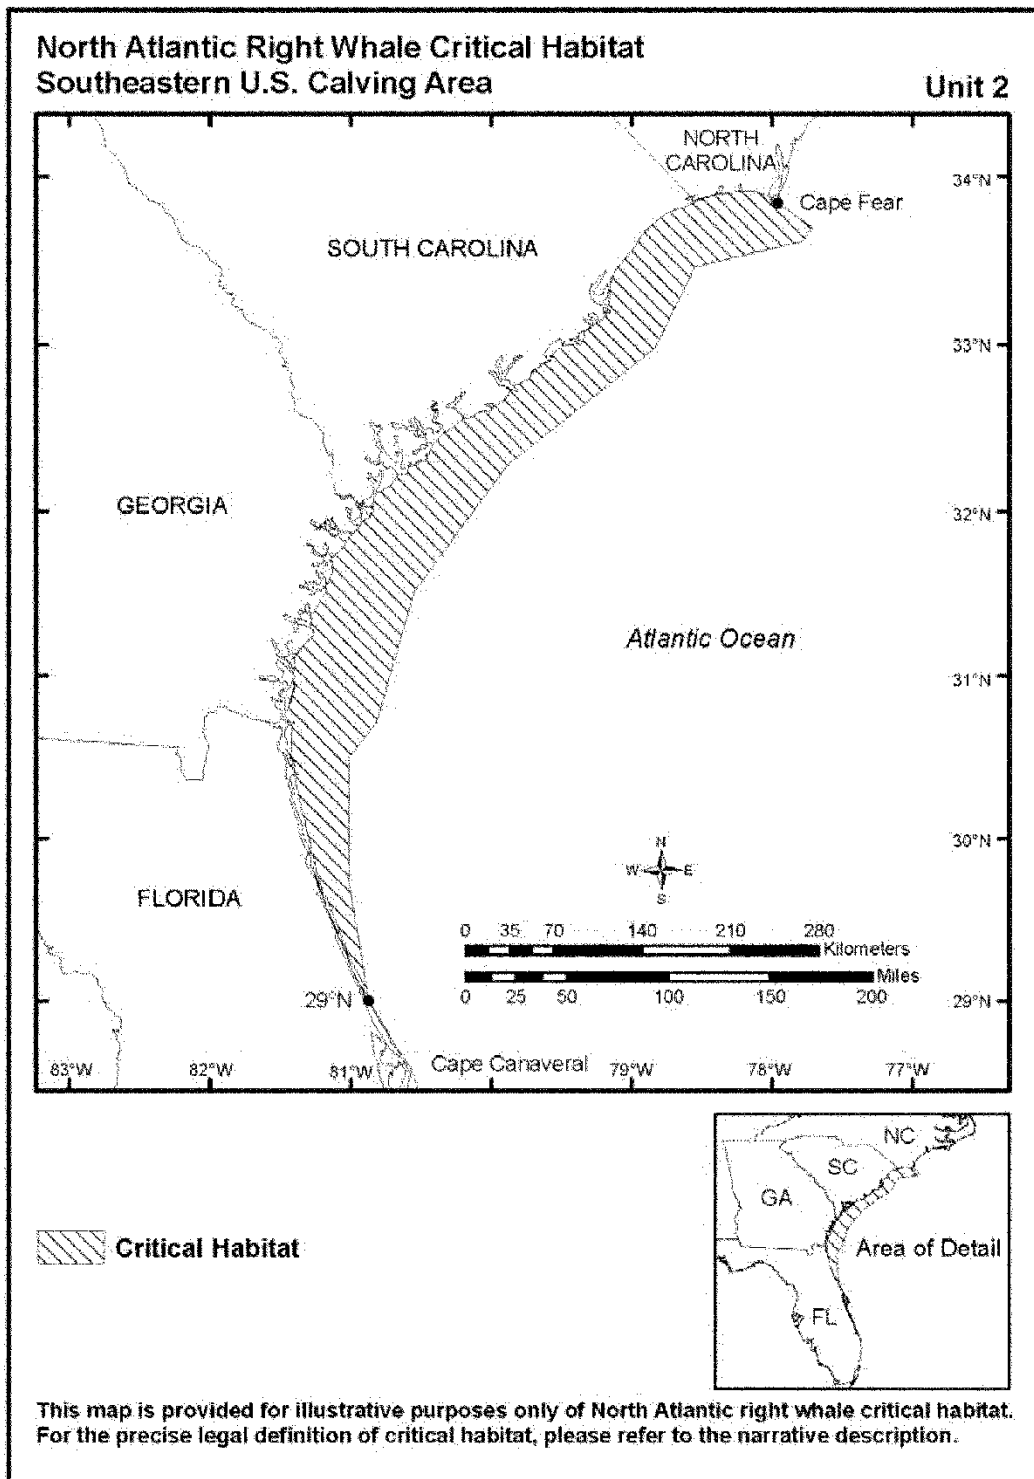 North Atlantic Right Whale Critical Habitat
Southeastern U.S. Calving Area
Unit 2
NORTH
CAROLINA
34°N
Cape Fear
SOUTH CAROLINA
33°N
GEORGIA
32°N
Atlantic Ocean
31°N
N
W E
S
30°N
FLORIDA
0 35 70 140 210 280
Kilometers
Miles
0 25 50 100 150 200
29°N
29°N
Cape Canaveral
83°W 82°W 81°W 79°W 78°W 77°W
NC
SC
GA
Area of Detail
FL
Critical Habitat
This map is provided for illustrative purposes only of North Atlantic right whale critical habitat.
For the precise legal definition of critical habitat, please refer to the narrative description.